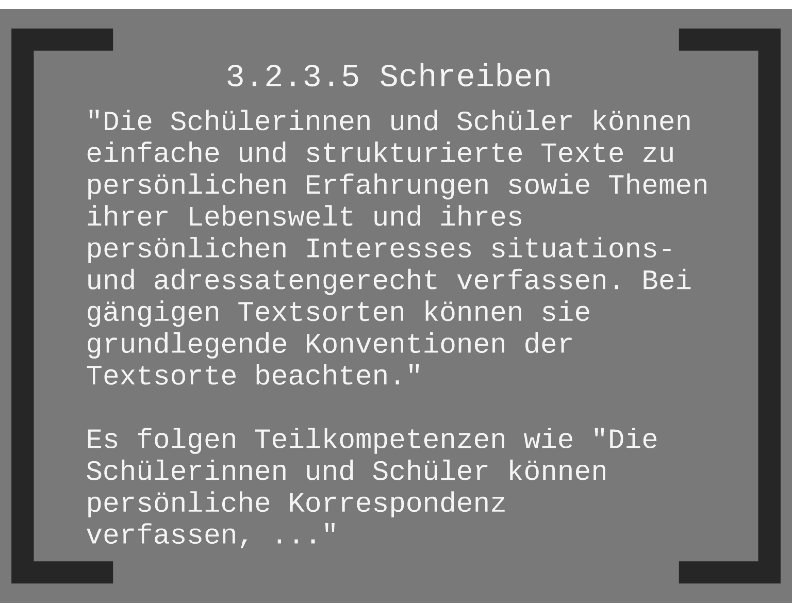 3.2.3.5 Schreiben
"Die Schülerinnen und Schüler können
einfache und strukturierte Texte zu
persönlichen Erfahrungen sowie Themen
ihrer Lebenswelt und ihres
persönlichen Interesses situations-
und adressatengerecht verfassen. Bei
gängigen Textsorten können sie
grundlegende Konventionen der
Textsorte beachten."
Es folgen Teilkompetenzen wie "Die
Schülerinnen und Schüler können
persönliche Korrespondenz
verfassen, ..."